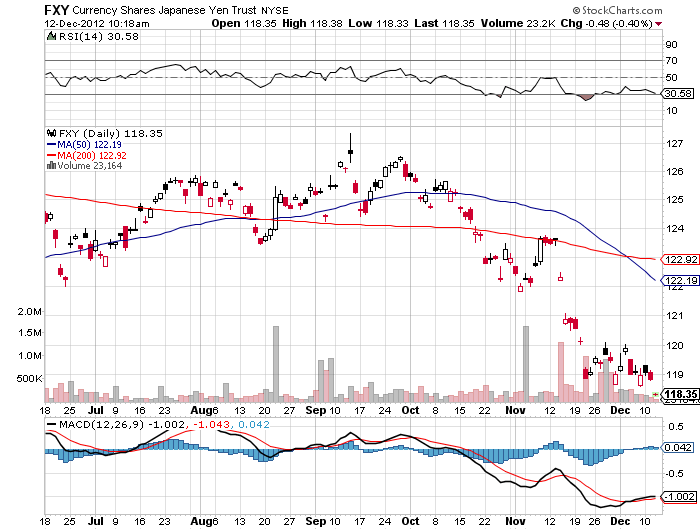 FXY Currency Shares Japanese Yen Trust NYSE © StockCharts.com
12-Dec-2012 10:18am Open 118.35 High 118.38 Low 118.33 Last 118.35 Volume 23.2K Chg -0.48 (-0.40%)
RSI(14) 30.58
90
70
50
30.58
10
FXY (Daily) 118.35
MA(50) 122.19
MA(200) 122.92
Volume 23,164
127
126
125
124
122.92
122.19
122
121
120
119
118.35
2.0M
1.5M
1.0M
500K
18 25 Jul 9 16 23 Aug 6 13 20 27 Sep 10 17 24 Oct 8 15 22 Nov 5 12 19 26 Dec 10
MACD(12,26,9) -1.002, -1.043, 0.042
0.5
0.042
-0.5
-1.002
18 25 Jul 9 16 23 Aug 6 13 20 27 Sep 10 17 24 Oct 8 15 22 Nov 5 12 19 26 Dec 10